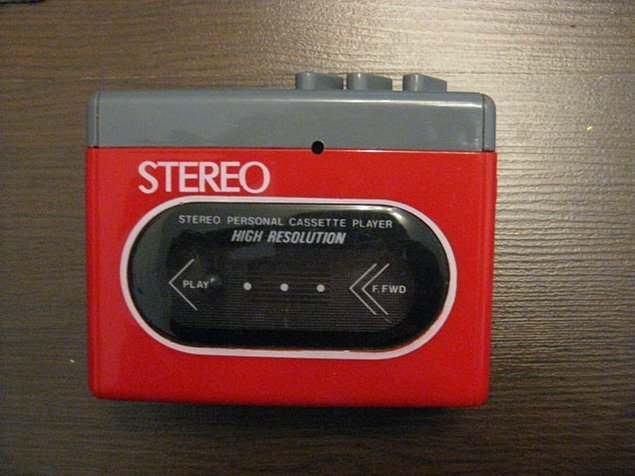 STEREO
STEREO PERSONAL CASSETTE PLAYER
HIGH RESOLUTION
PLAY F.FWD